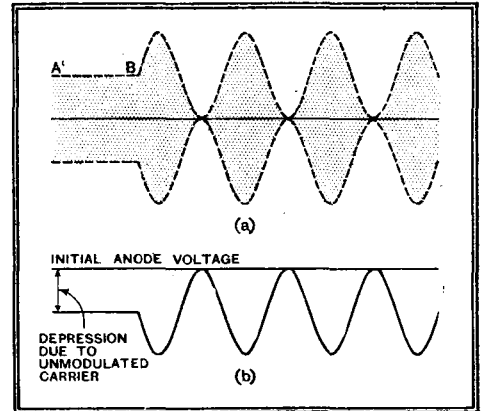 A' B
(a)
INITIAL ANODE VOLTAGE
DEPRESSION
DUE TO
UNMODULATED
CARRIER
(b)